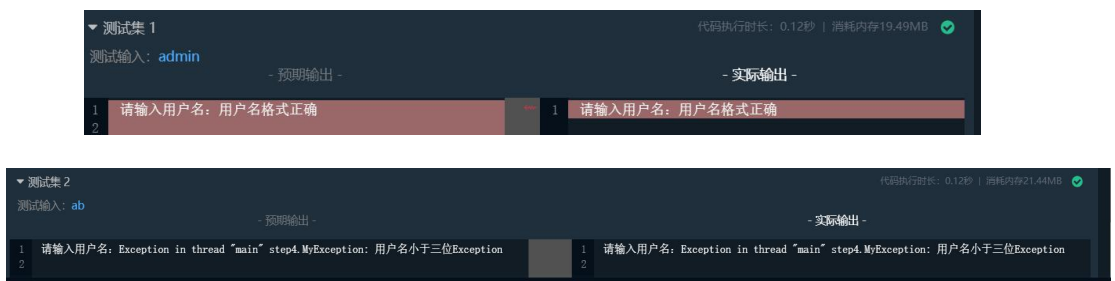 测试集 1 代码执行时长：0.12秒 | 消耗内存19.49MB
测试输入：admin
- 预期输出 - - 实际输出 -
1 请输入用户名：用户名格式正确 1 请输入用户名：用户名格式正确
2
测试集 2 代码执行时长：0.12秒 | 消耗内存21.44MB
测试输入：ab
- 预期输出 - - 实际输出 -
1 请输入用户名：Exception in thread "main" step4.MyException: 用户名小于三位Exception 1 请输入用户名：Exception in thread "main" step4.MyException: 用户名小于三位Exception
2 2